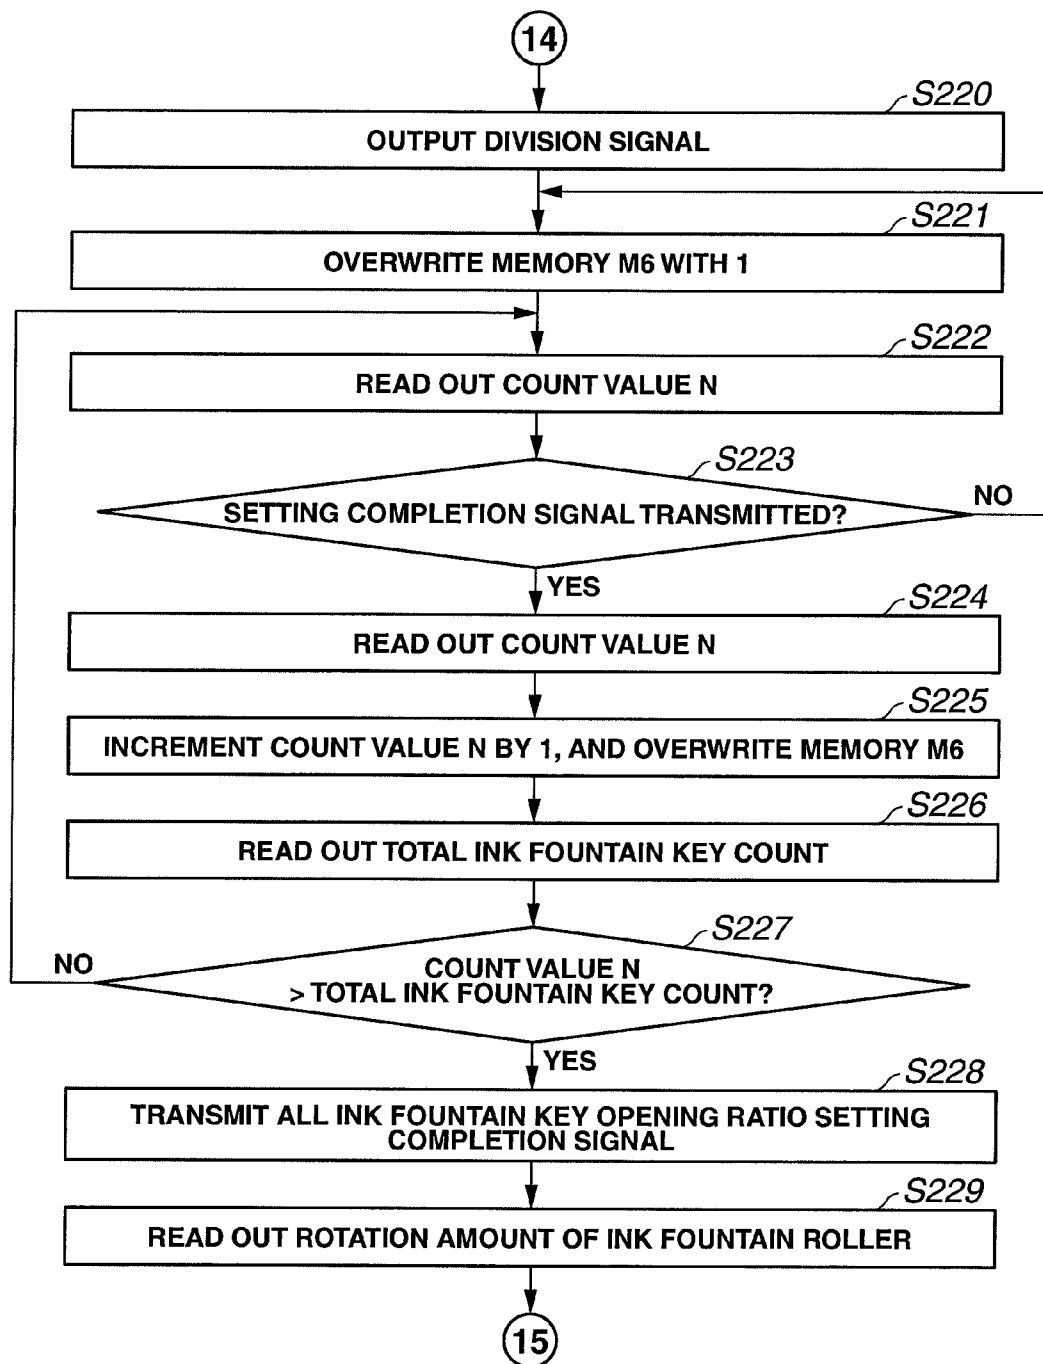 14
S220
OUTPUT DIVISION SIGNAL
S221
OVERWRITE MEMORY M6 WITH 1
S222
READ OUT COUNT VALUE N
S223
SETTING COMPLETION SIGNAL TRANSMITTED?
NO
YES
S224
READ OUT COUNT VALUE N
S225
INCREMENT COUNT VALUE N BY 1, AND OVERWRITE MEMORY M6
S226
READ OUT TOTAL INK FOUNTAIN KEY COUNT
S227
NO
COUNT VALUE N
> TOTAL INK FOUNTAIN KEY COUNT?
YES
S228
TRANSMIT ALL INK FOUNTAIN KEY OPENING RATIO SETTING
COMPLETION SIGNAL
S229
READ OUT ROTATION AMOUNT OF INK FOUNTAIN ROLLER
15